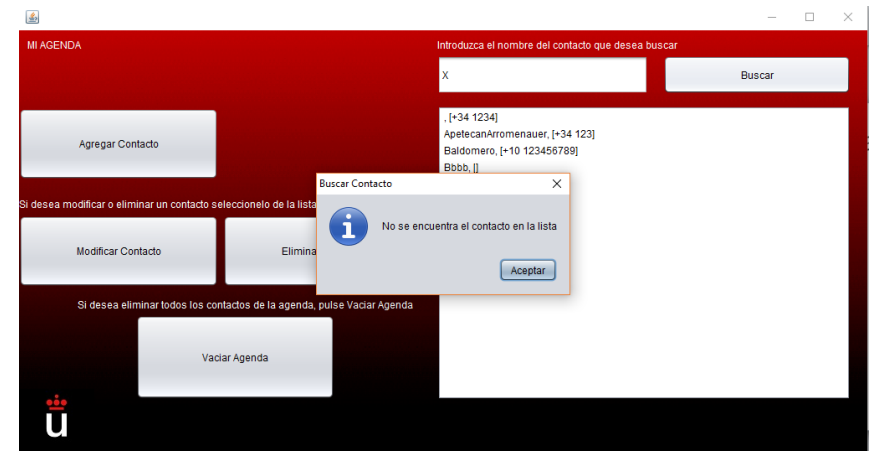 MI AGENDA
Introduzca el nombre del contacto que desea buscar
X
Buscar
, [+34 1234]
ApetecanArromenauer, [+34 123]
Baldomero, [+10 123456789]
Bbbb, []
Agregar Contacto
Si desea modificar o eliminar un contacto seleccionelo de la lista
Modificar Contacto
Elimina
Buscar Contacto
No se encuentra el contacto en la lista
Aceptar
Si desea eliminar todos los contactos de la agenda, pulse Vaciar Agenda
Vaciar Agenda
u